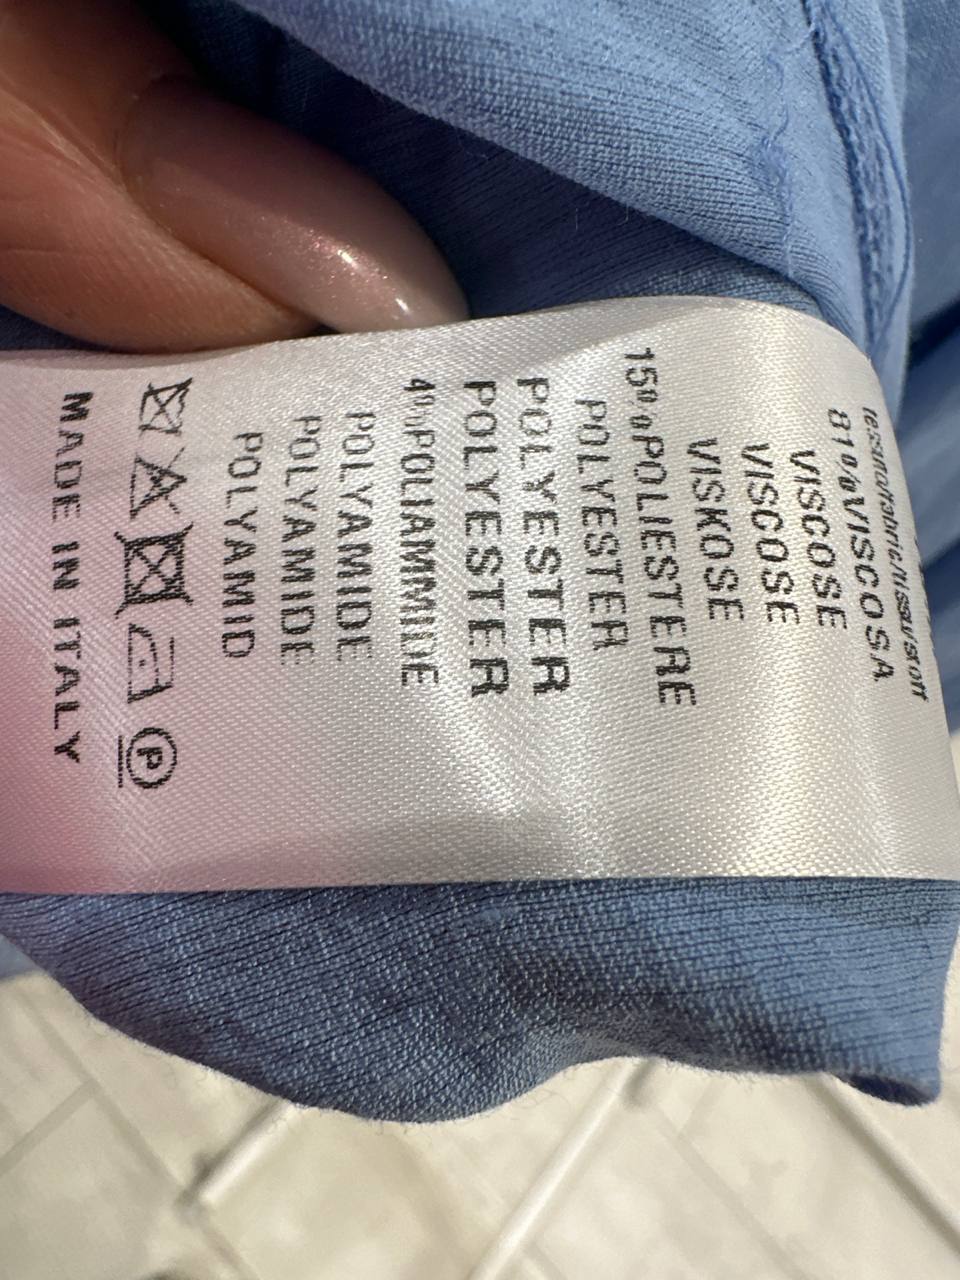 tessuto/fabric/tissu/stoff
81%VISCOSA
VISCOSE
VISCOSE
VISKOSE
15%POLIESTERE
POLYESTER
POLYESTER
POLYESTER
4%POLIAMMIDE
POLYAMIDE
POLYAMIDE
POLYAMID
P
MADE IN ITALY